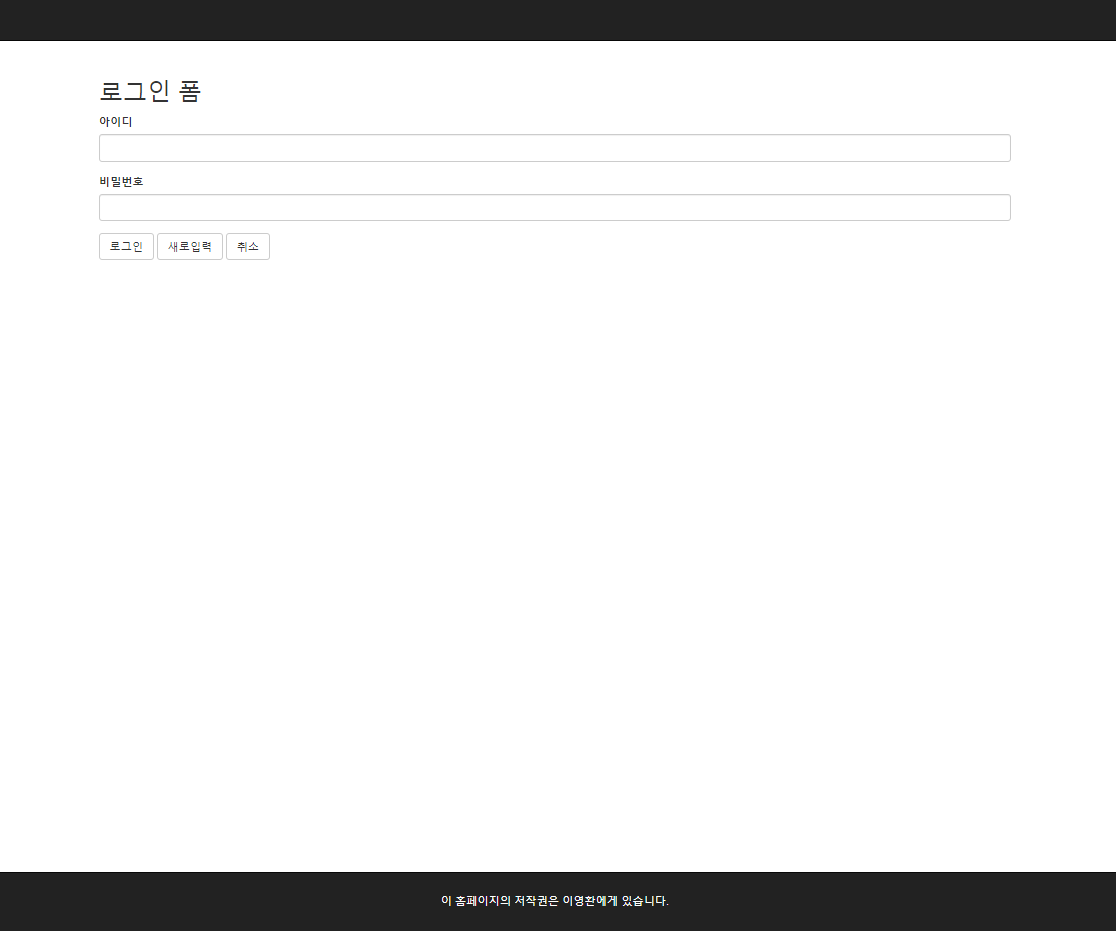 로그인 폼
아이디
비밀번호
로그인 새로입력 취소
이 홈페이지의 저작권은 이영환에게 있습니다.